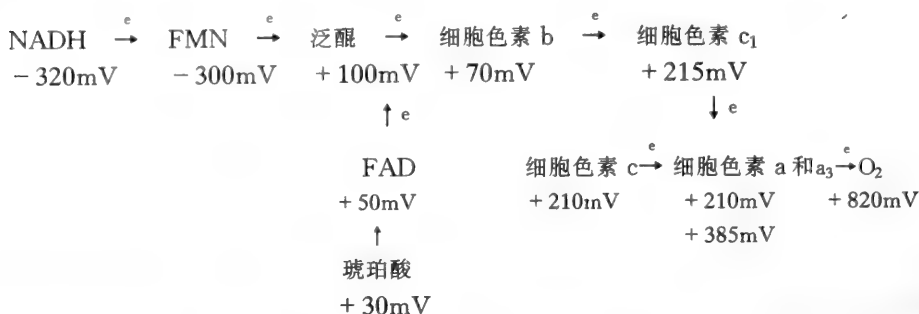 e e e e
NADH → FMN → 泛醌 → 细胞色素 b → 细胞色素 c₁
− 320mV − 300mV + 100mV + 70mV + 215mV
↑ e ↓ e
e e
FAD 细胞色素 c→ 细胞色素 a 和a₃→O₂
+ 50mV + 210mV + 210mV + 820mV
↑ + 385mV
琥珀酸
+ 30mV